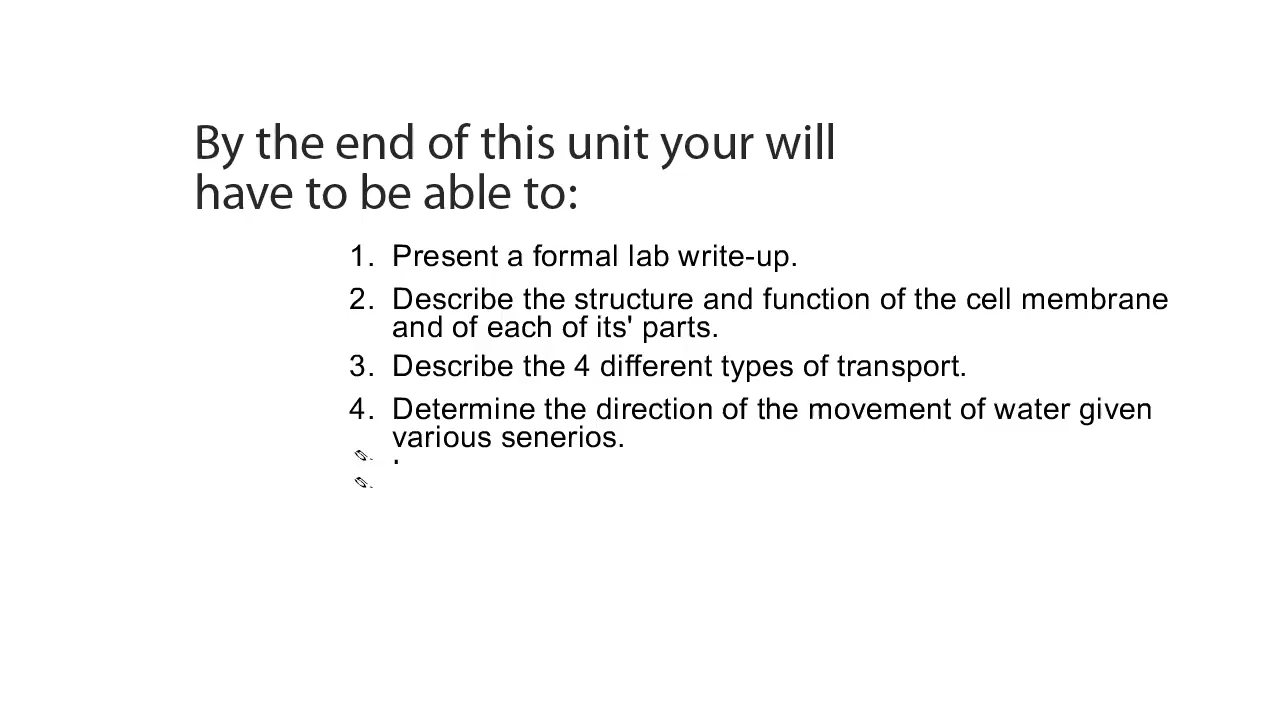 By the end of this unit your will
have to be able to:
1. Present a formal lab write-up.
2. Describe the structure and function of the cell membrane
and of each of its' parts.
3. Describe the 4 different types of transport.
4. Determine the direction of the movement of water given
various senerios.